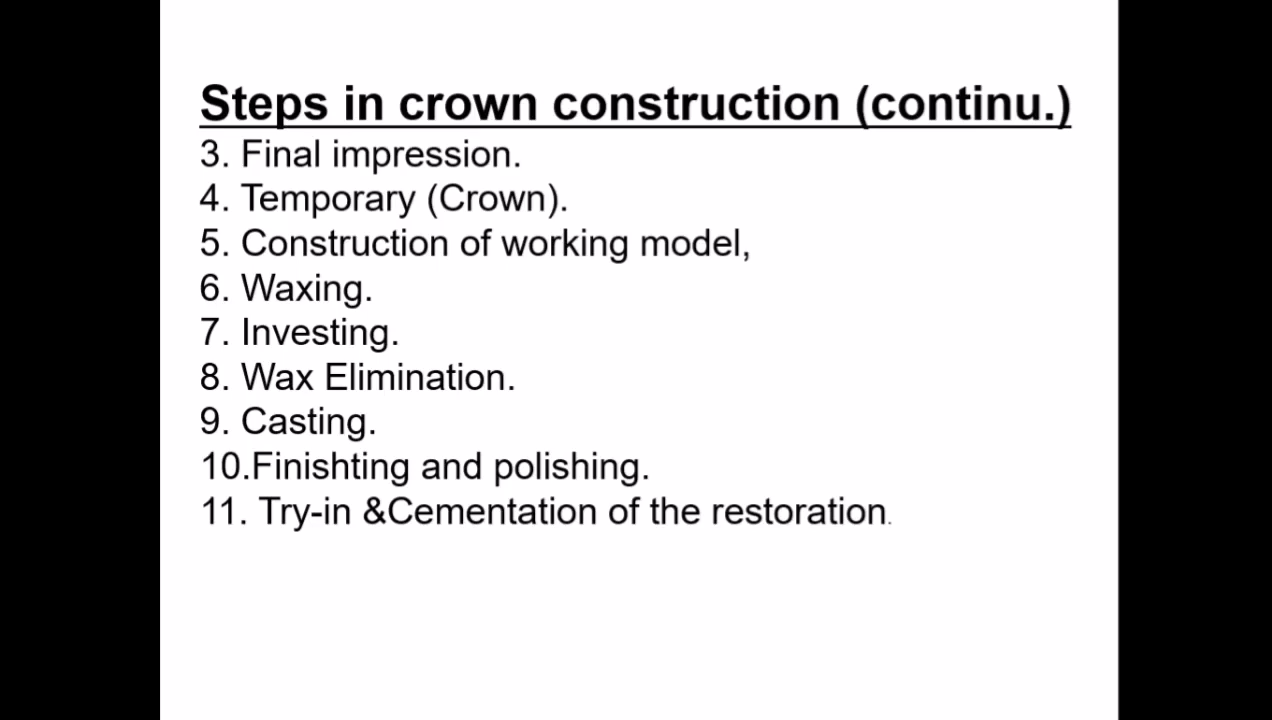 Steps in crown construction (continu.)
3. Final impression.
4. Temporary (Crown).
5. Construction of working model,
6. Waxing.
7. Investing.
8. Wax Elimination.
9. Casting.
10.Finishting and polishing.
11. Try-in &Cementation of the restoration.